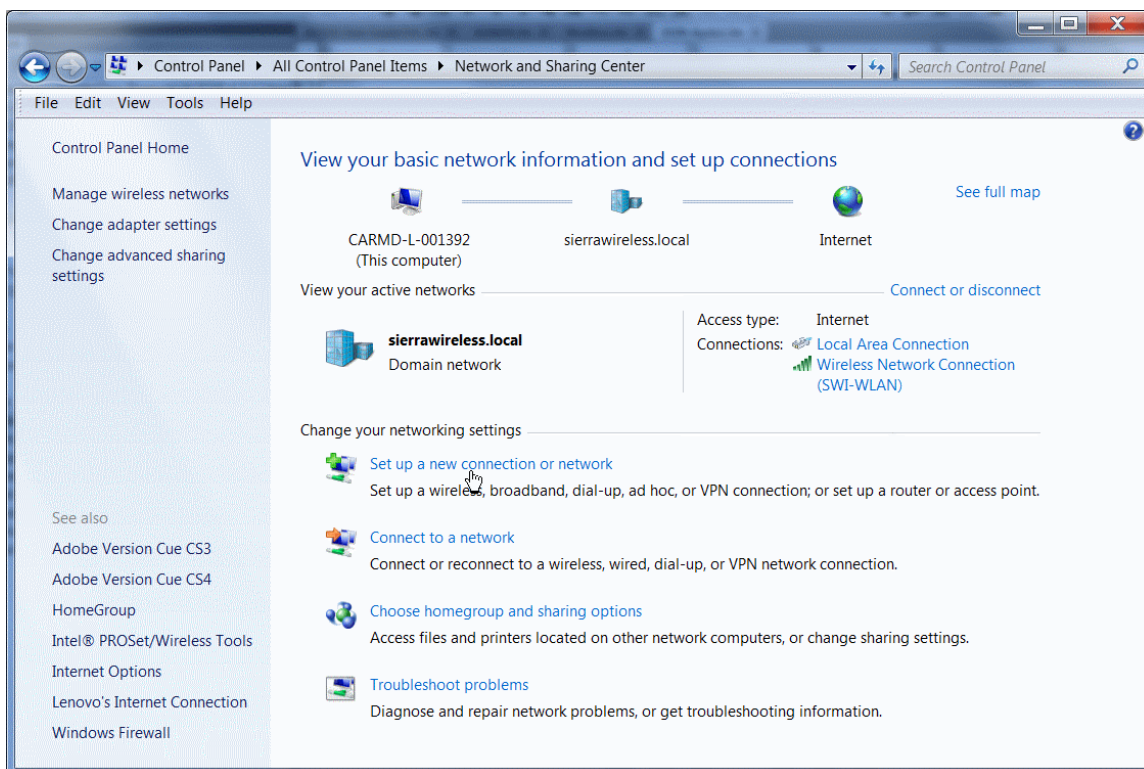 Control Panel ▸ All Control Panel Items ▸ Network and Sharing Center
Search Control Panel
File Edit View Tools Help
Control Panel Home
Manage wireless networks
Change adapter settings
Change advanced sharing
settings
See also
Adobe Version Cue CS3
Adobe Version Cue CS4
HomeGroup
Intel® PROSet/Wireless Tools
Internet Options
Lenovo's Internet Connection
Windows Firewall
View your basic network information and set up connections
See full map
CARMD-L-001392
(This computer)
sierrawireless.local
Internet
View your active networks
Connect or disconnect
sierrawireless.local
Domain network
Access type: Internet
Connections: Local Area Connection
Wireless Network Connection
(SWI-WLAN)
Change your networking settings
Set up a new connection or network
Set up a wireless, broadband, dial-up, ad hoc, or VPN connection; or set up a router or access point.
Connect to a network
Connect or reconnect to a wireless, wired, dial-up, or VPN network connection.
Choose homegroup and sharing options
Access files and printers located on other network computers, or change sharing settings.
Troubleshoot problems
Diagnose and repair network problems, or get troubleshooting information.